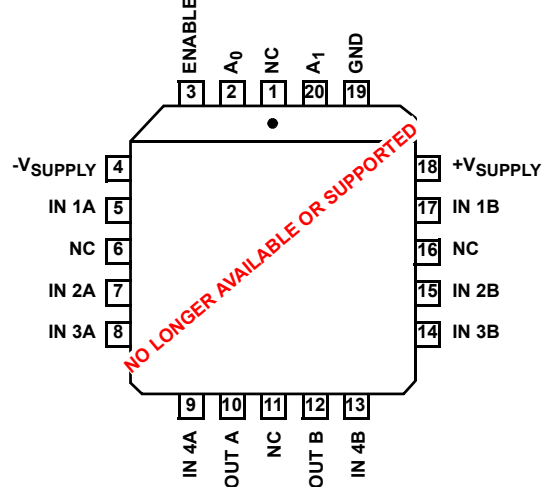 ENABLE
A0
NC
A1
GND
3
2
1
20
19
-VSUPPLY 4
18 +VSUPPLY
IN 1A 5
17 IN 1B
NC 6
16 NC
IN 2A 7
15 IN 2B
IN 3A 8
14 IN 3B
NO LONGER AVAILABLE OR SUPPORTED
9
10
11
12
13
IN 4A
OUT A
NC
OUT B
IN 4B